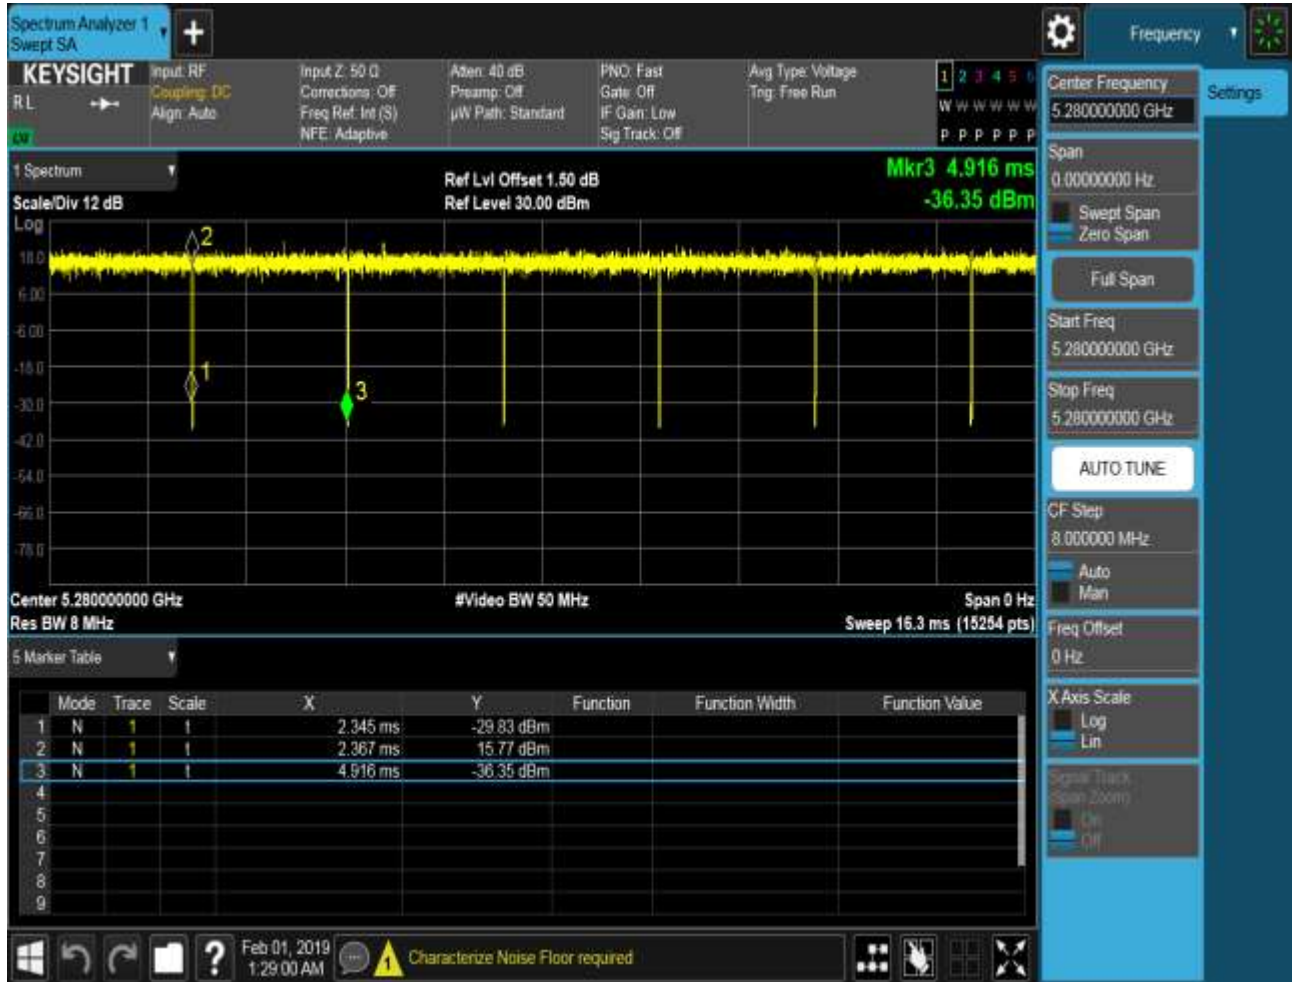 Spectrum Analyzer 1
Swept SA
+
Frequency
KEYSIGHT
RL
Input: RF
Coupling: DC
Align: Auto
Input Z: 50 Ω
Corrections: Off
Freq Ref: Int (S)
NFE: Adaptive
Atten: 40 dB
Preamp: Off
µW Path: Standard
PNO: Fast
Gate: Off
IF Gain: Low
Sig Track: Off
Avg Type: Voltage
Trig: Free Run
1 2 3 4 5 6
W W W W W W
P P P P P P
1 Spectrum
Scale/Div 12 dB
Ref Lvl Offset 1.50 dB
Ref Level 30.00 dBm
Mkr3 4.916 ms
-36.35 dBm
Log
18.0
6.00
-6.00
-18.0
-30.0
-42.0
-54.0
-66.0
-78.0
2
1
3
Center 5.280000000 GHz
Res BW 8 MHz
#Video BW 50 MHz
Span 0 Hz
Sweep 16.3 ms (15254 pts)
5 Marker Table
Mode Trace Scale X Y Function Function Width Function Value
1 N 1 t 2.345 ms -29.83 dBm
2 N 1 t 2.367 ms 15.77 dBm
3 N 1 t 4.916 ms -36.35 dBm
4
5
6
7
8
9
Feb 01, 2019
1:29:00 AM
?
1
Characterize Noise Floor required
Center Frequency
5.280000000 GHz
Settings
Span
0.00000000 Hz
Swept Span
Zero Span
Full Span
Start Freq
5.280000000 GHz
Stop Freq
5.280000000 GHz
AUTO TUNE
CF Step
8.000000 MHz
Auto
Man
Freq Offset
0 Hz
X Axis Scale
Log
Lin
Signal Track
(Span Zoom)
On
Off